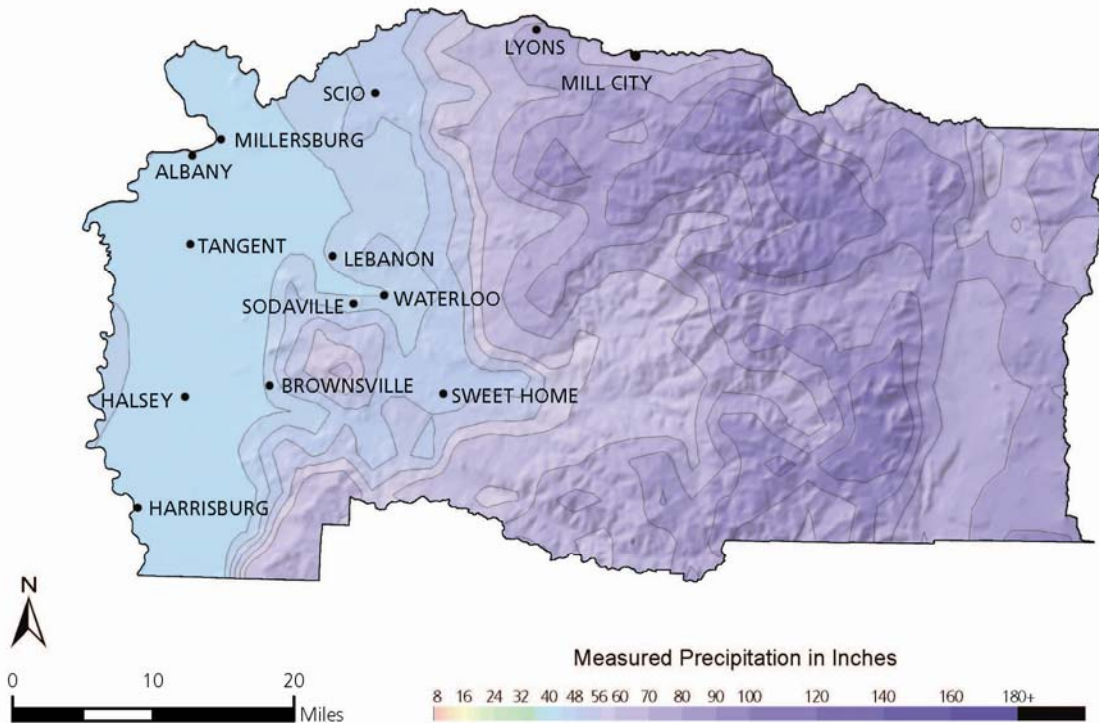 LYONS
MILL CITY
SCIO
MILLERSBURG
ALBANY
TANGENT
LEBANON
WATERLOO
SODAVILLE
BROWNSVILLE
SWEET HOME
HALSEY
HARRISBURG
N
Measured Precipitation in Inches
0 10 20
Miles
8 16 24 32 40 48 56 60 70 80 90 100 120 140 160 180+